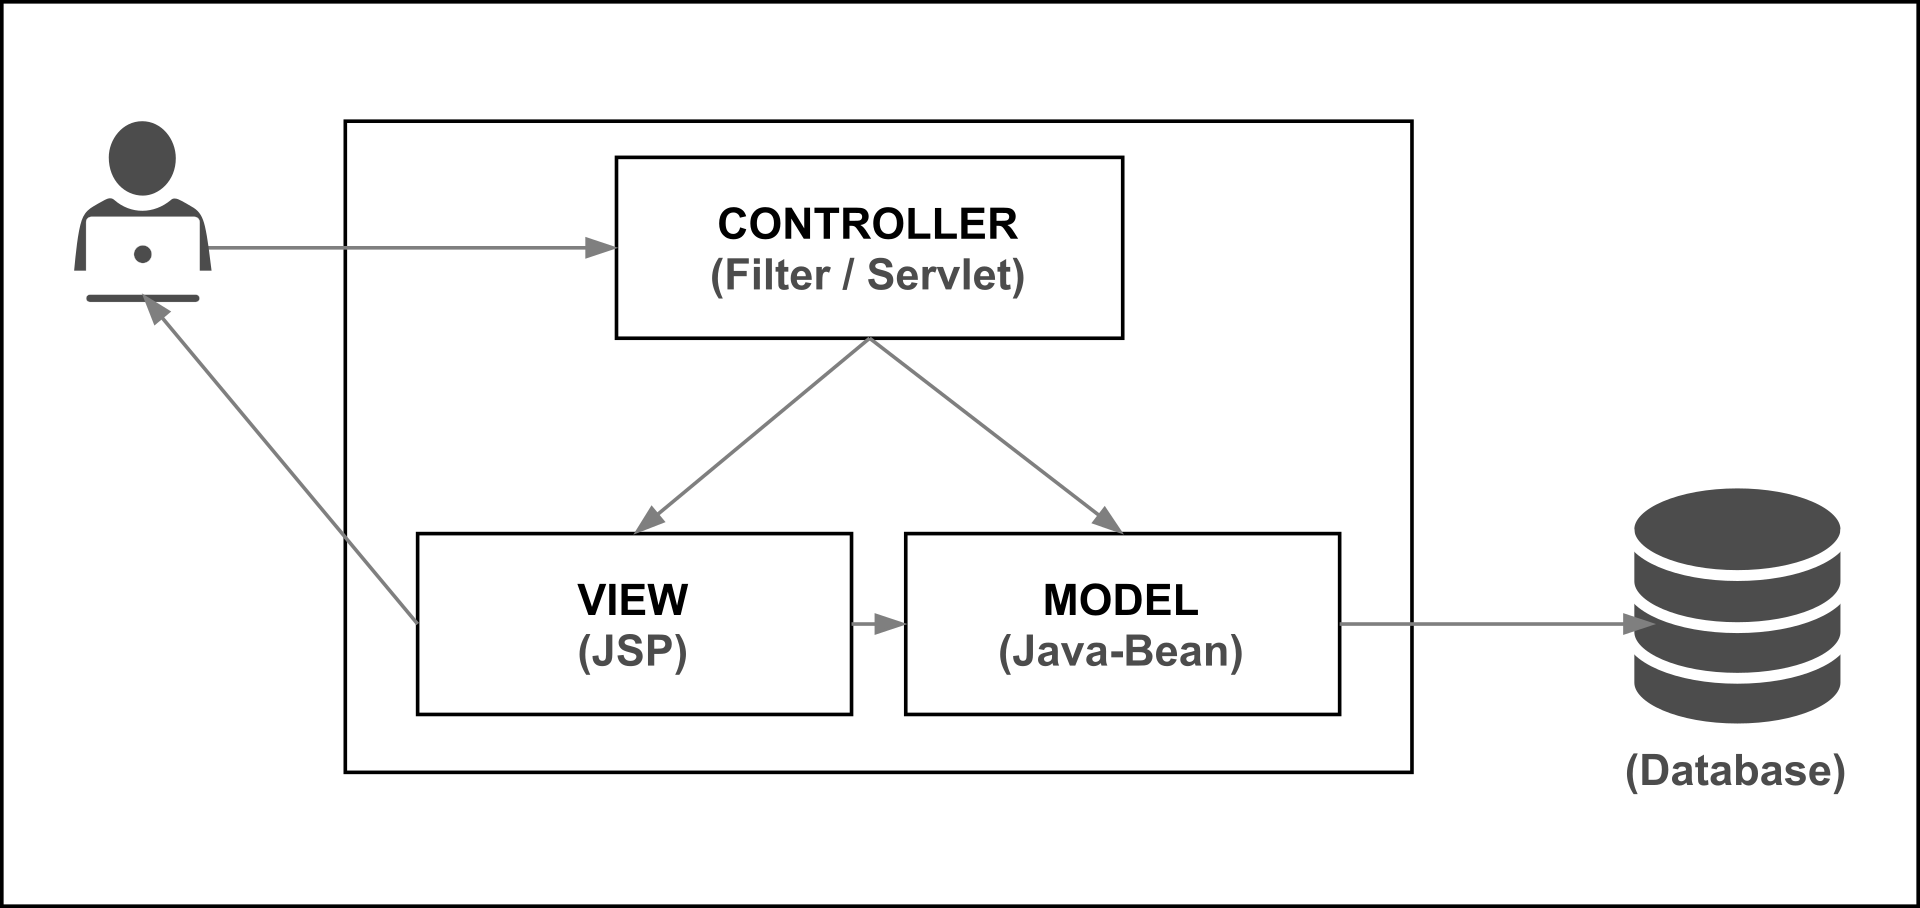 CONTROLLER
(Filter / Servlet)
VIEW
(JSP)
MODEL
(Java-Bean)
(Database)